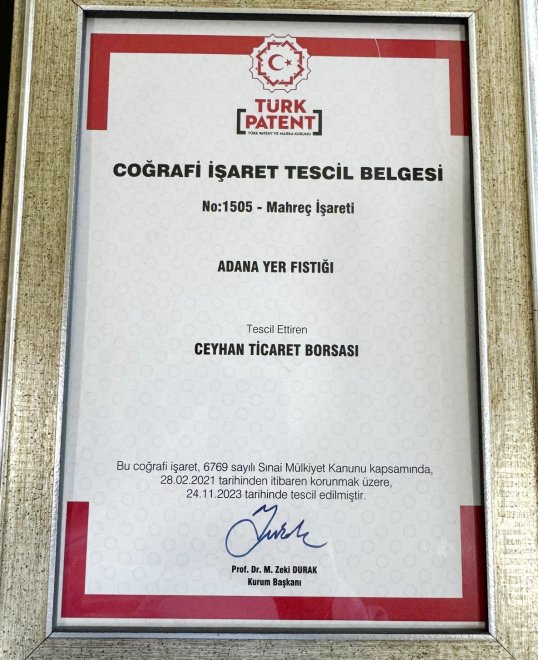 TÜRK
PATENT
TÜRK PATENT VE MARKA KURUMU
COĞRAFİ İŞARET TESCİL BELGESİ
No:1505 - Mahreç İşareti
ADANA YER FISTIĞI
Tescil Ettiren
CEYHAN TİCARET BORSASI
Bu coğrafi işaret, 6769 sayılı Sınai Mülkiyet Kanunu kapsamında,
28.02.2021 tarihinden itibaren korunmak üzere,
24.11.2023 tarihinde tescil edilmiştir.
Prof. Dr. M. Zeki DURAK
Kurum Başkanı